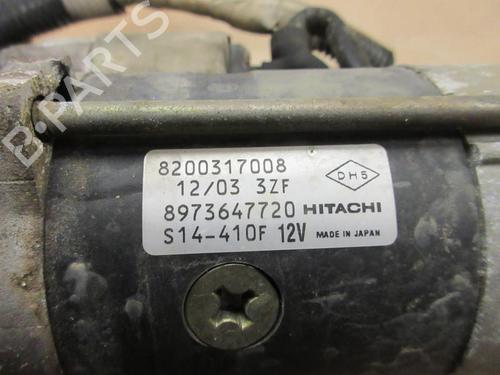 B-PARTS
8200317008
12/03 3ZF
DH5
8973647720 HITACHI
S14-410F 12V MADE IN JAPAN